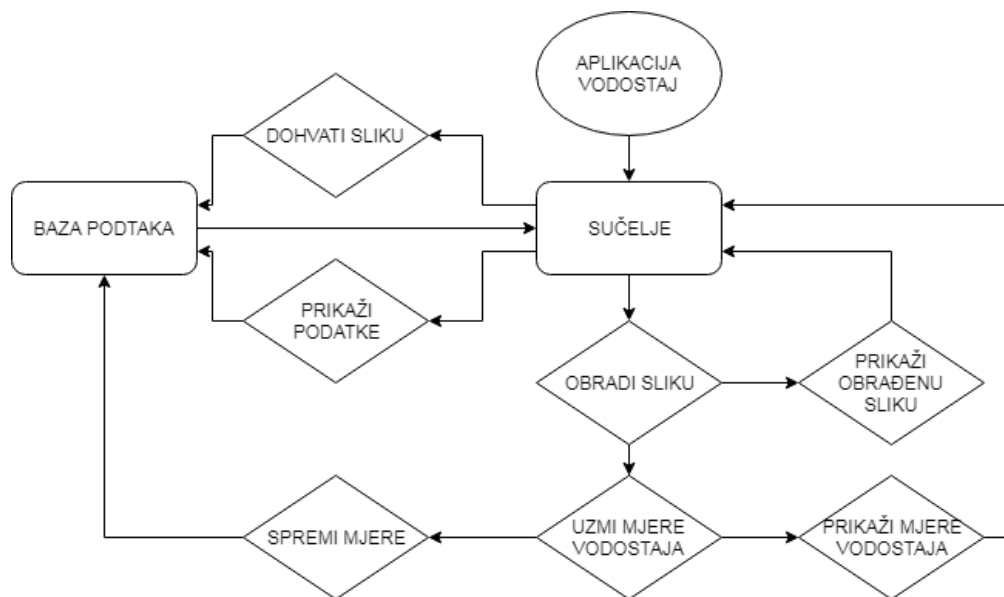 APLIKACIJA
VODOSTAJ
DOHVATI SLIKU
BAZA PODTAKA
SUČELJE
PRIKAŽI
PODATKE
OBRADI SLIKU
PRIKAŽI
OBRAĐENU
SLIKU
SPREMI MJERE
UZMI MJERE
VODOSTAJA
PRIKAŽI MJERE
VODOSTAJA